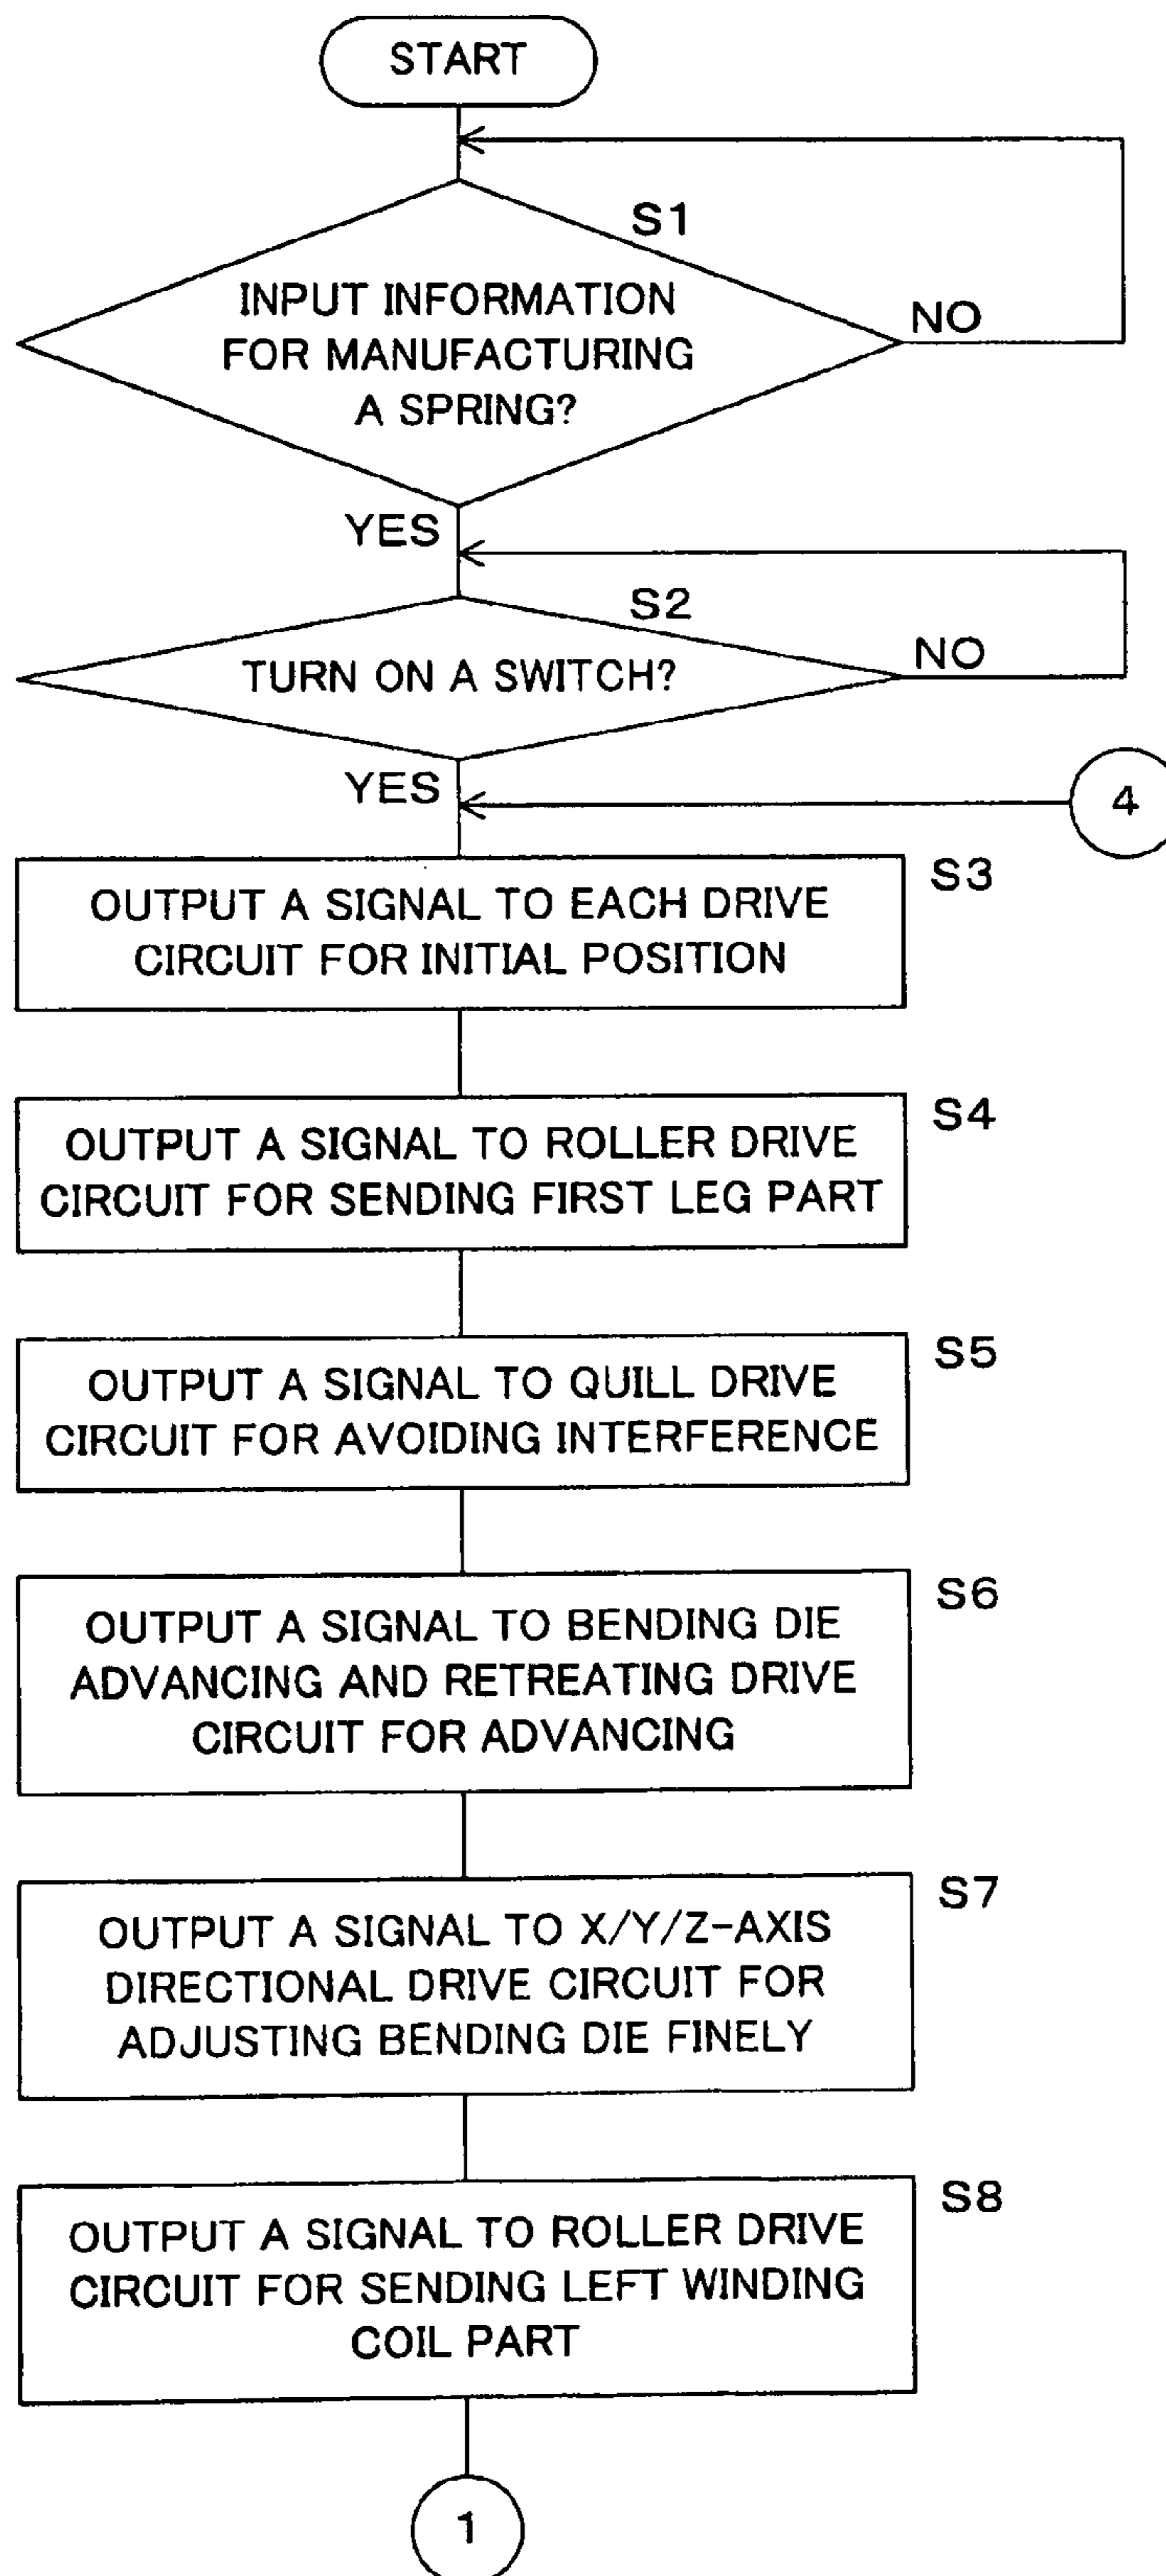 START
S1
INPUT INFORMATION
FOR MANUFACTURING
A SPRING?
NO
YES
S2
TURN ON A SWITCH?
NO
YES
4
S3
OUTPUT A SIGNAL TO EACH DRIVE
CIRCUIT FOR INITIAL POSITION
S4
OUTPUT A SIGNAL TO ROLLER DRIVE
CIRCUIT FOR SENDING FIRST LEG PART
S5
OUTPUT A SIGNAL TO QUILL DRIVE
CIRCUIT FOR AVOIDING INTERFERENCE
S6
OUTPUT A SIGNAL TO BENDING DIE
ADVANCING AND RETREATING DRIVE
CIRCUIT FOR ADVANCING
S7
OUTPUT A SIGNAL TO X/Y/Z-AXIS
DIRECTIONAL DRIVE CIRCUIT FOR
ADJUSTING BENDING DIE FINELY
S8
OUTPUT A SIGNAL TO ROLLER DRIVE
CIRCUIT FOR SENDING LEFT WINDING
COIL PART
1